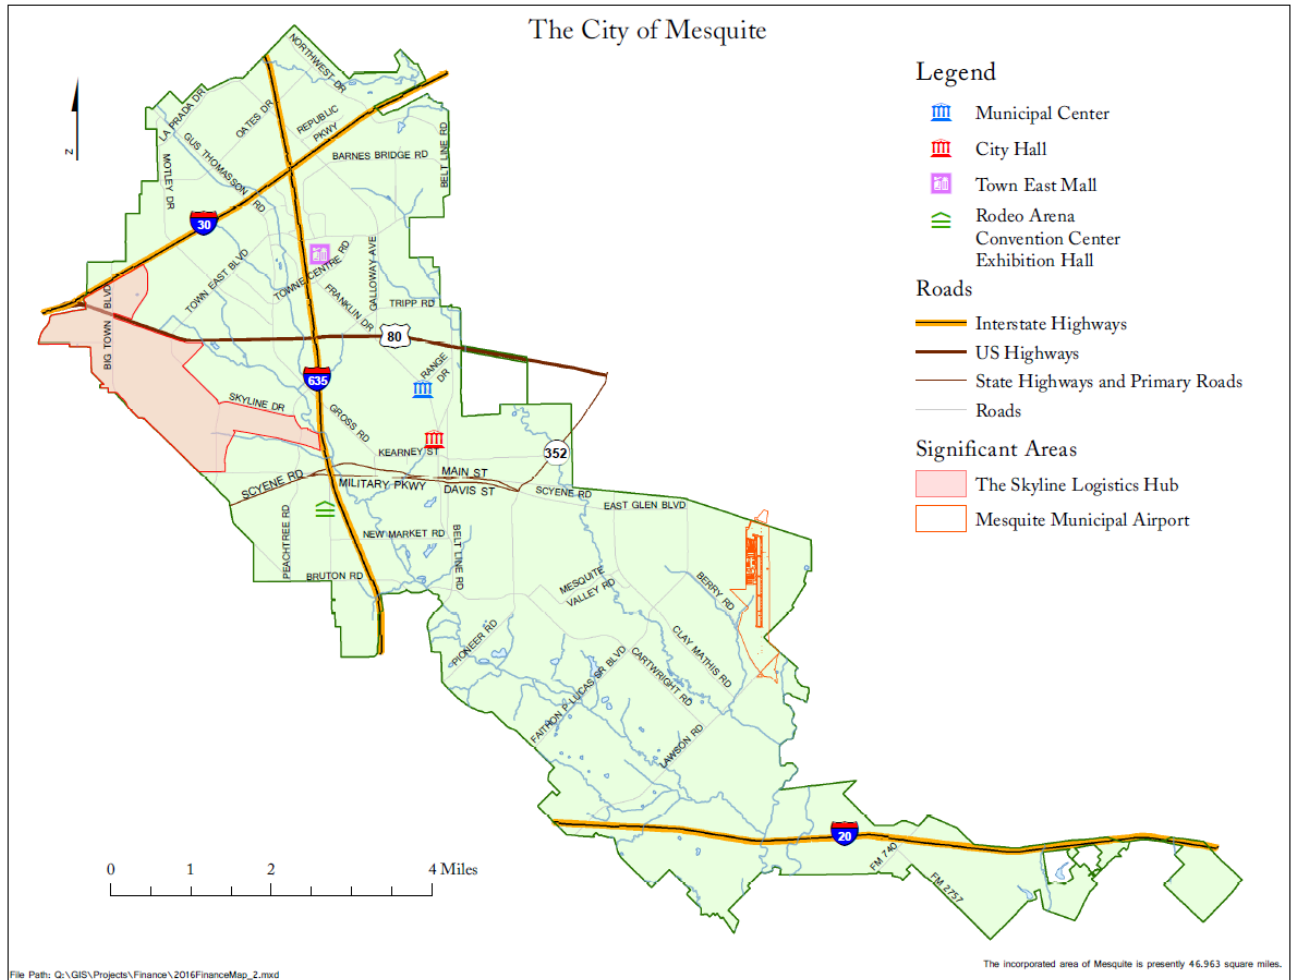 The City of Mesquite
Legend
Municipal Center
City Hall
Town East Mall
Rodeo Arena
Convention Center
Exhibition Hall
Roads
Interstate Highways
US Highways
State Highways and Primary Roads
Roads
Significant Areas
The Skyline Logistics Hub
Mesquite Municipal Airport
N
NORTHWEST DR
LA PRADA DR
OATES DR
REPUBLIC
PKWY
GUS THOMASSON RD
BARNES BRIDGE RD
BELT LINE RD
MOTLEY DR
30
TOWN EAST BLVD
TOWNE CENTRE RD
GALLOWAY AVE
FRANKLIN DR
TRIPP RD
BIG TOWN BLVD
80
RANGE
DR
635
SKYLINE DR
GROSS RD
KEARNEY ST
352
SCYENE RD
MAIN ST
MILITARY PKWY
DAVIS ST
SCYENE RD
EAST GLEN BLVD
PEACHTREE RD
NEW MARKET RD
BELT LINE RD
BRUTON RD
MESQUITE
VALLEY RD
BERRY RD
PIONEER RD
CLAY MATHIS RD
CARTWRIGHT RD
FAITHON P LUCAS SR BLVD
LAWSON RD
20
FM 740
FM 2757
0 1 2 4 Miles
The incorporated area of Mesquite is presently 46.963 square miles.
File Path: Q:\GIS\Projects\Finance\2016FinanceMap_2.mxd